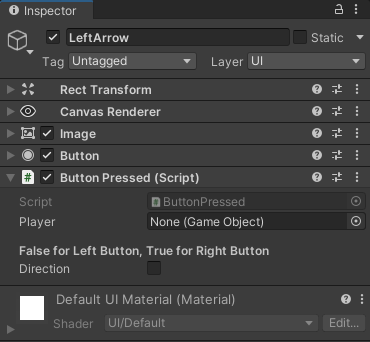 Inspector
LeftArrow
Static
Tag Untagged Layer UI
Rect Transform
Canvas Renderer
Image
Button
# Button Pressed (Script)
Script # ButtonPressed
Player None (Game Object)
False for Left Button, True for Right Button
Direction
Default UI Material (Material)
Shader UI/Default Edit...